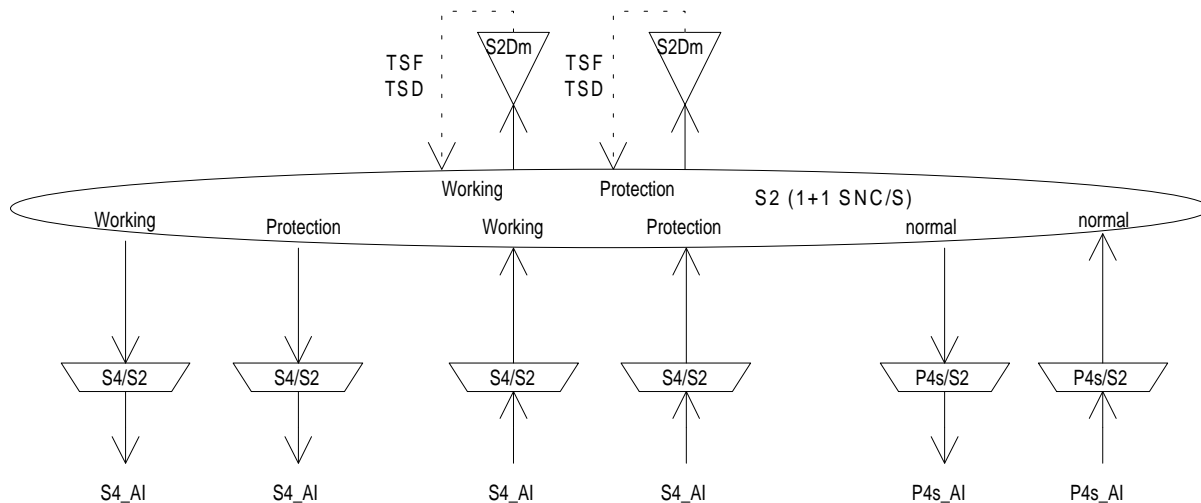 S2Dm S2Dm
TSF TSF
TSD TSD
Working Protection S2 (1+1 SNC/S)
Working Protection Working Protection normal normal
S4/S2 S4/S2 S4/S2 S4/S2 P4s/S2 P4s/S2
S4_AI S4_AI S4_AI S4_AI P4s_AI P4s_AI